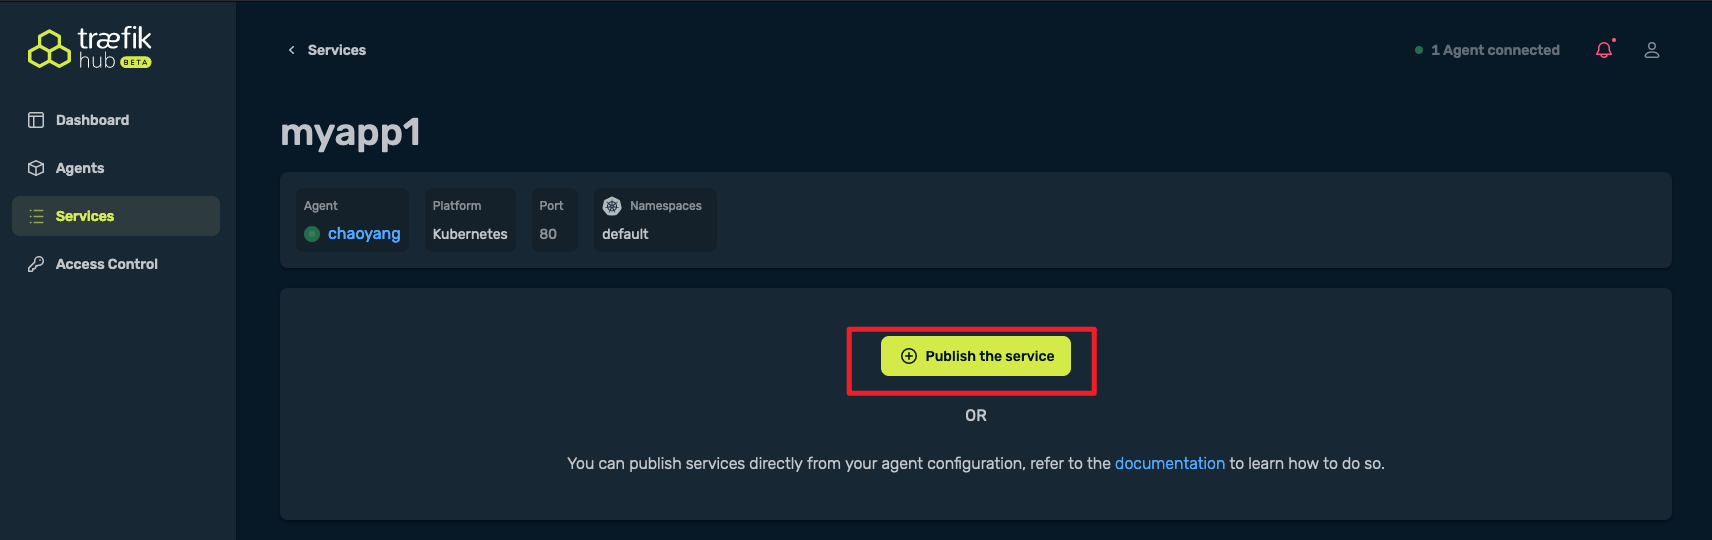 træfik
hub BETA
Services
1 Agent connected
Dashboard
Agents
Services
Access Control
myapp1
Agent
chaoyang
Platform
Kubernetes
Port
80
Namespaces
default
Publish the service
OR
You can publish services directly from your agent configuration, refer to the documentation to learn how to do so.